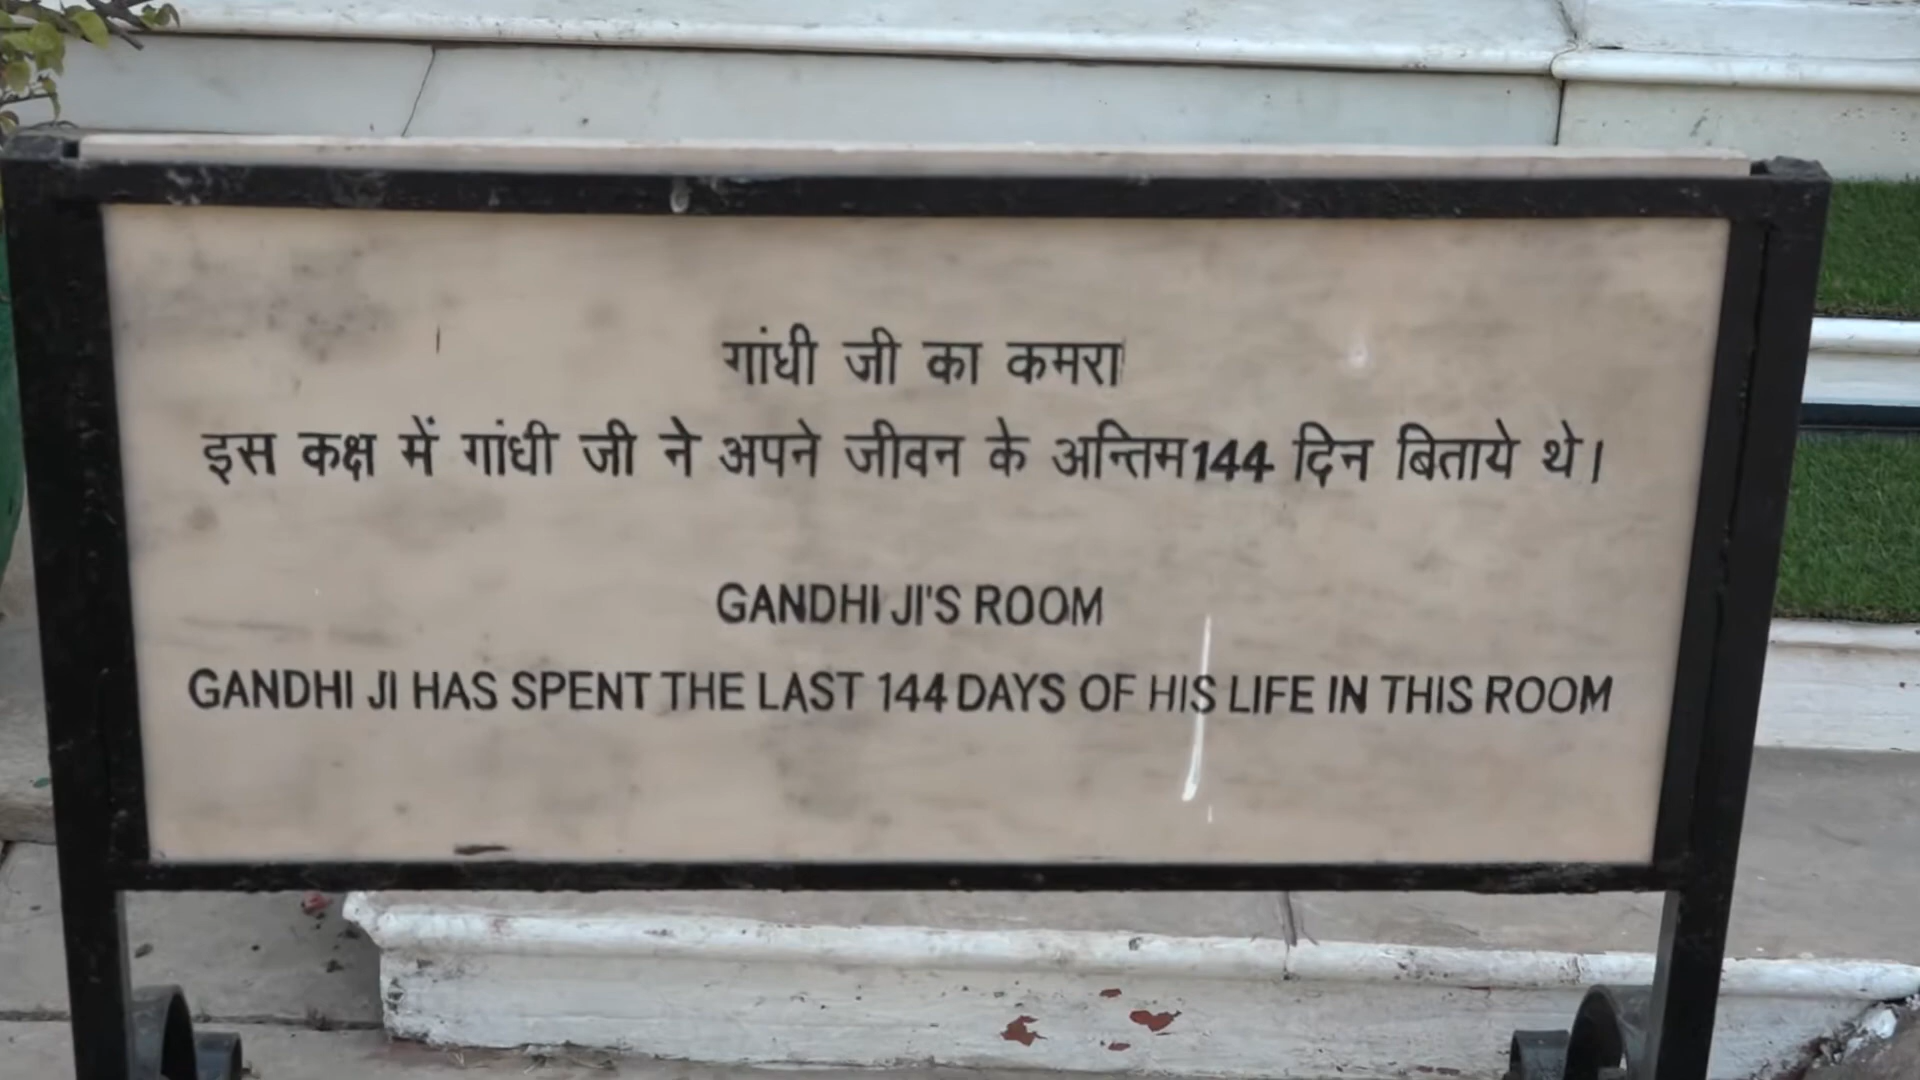 गांधी जी का कमरा
इस कक्ष में गांधी जी ने अपने जीवन के अन्तिम 144 दिन बिताये थे।
GANDHI JI'S ROOM
GANDHI JI HAS SPENT THE LAST 144 DAYS OF HIS LIFE IN THIS ROOM